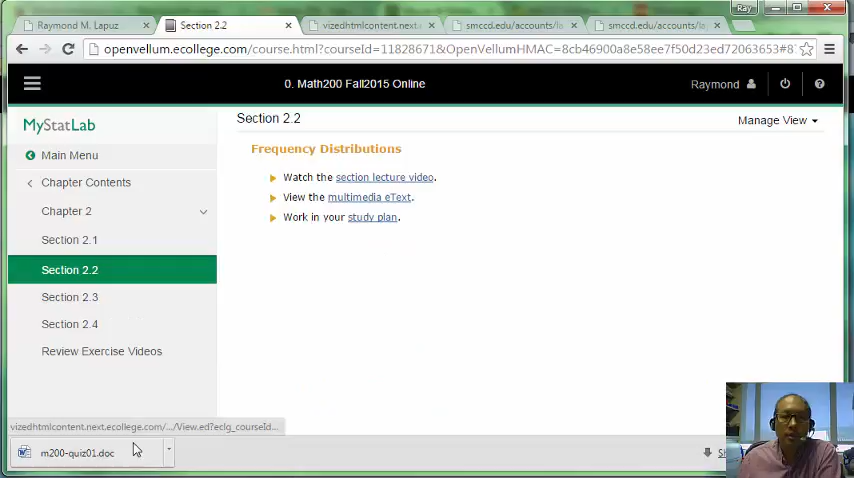 Ray
Raymond M. Lapuz
Section 2.2
vizedhtmlcontent.next.
smccd.edu/accounts/la
smccd.edu/accounts/la
openvellum.ecollege.com/course.html?courseId=11828671&OpenVellumHMAC=8cb46900a8e58ee7f50d23ed72063653#8
0. Math200 Fall2015 Online
Raymond
MyStatLab
Section 2.2
Manage View
Main Menu
Frequency Distributions
Chapter Contents
Watch the section lecture video.
View the multimedia eText.
Chapter 2
Work in your study plan.
Section 2.1
Section 2.2
Section 2.3
Section 2.4
Review Exercise Videos
vizedhtmlcontent.next.ecollege.com/.../View.ed?eclg_courseId...
m200-quiz01.doc